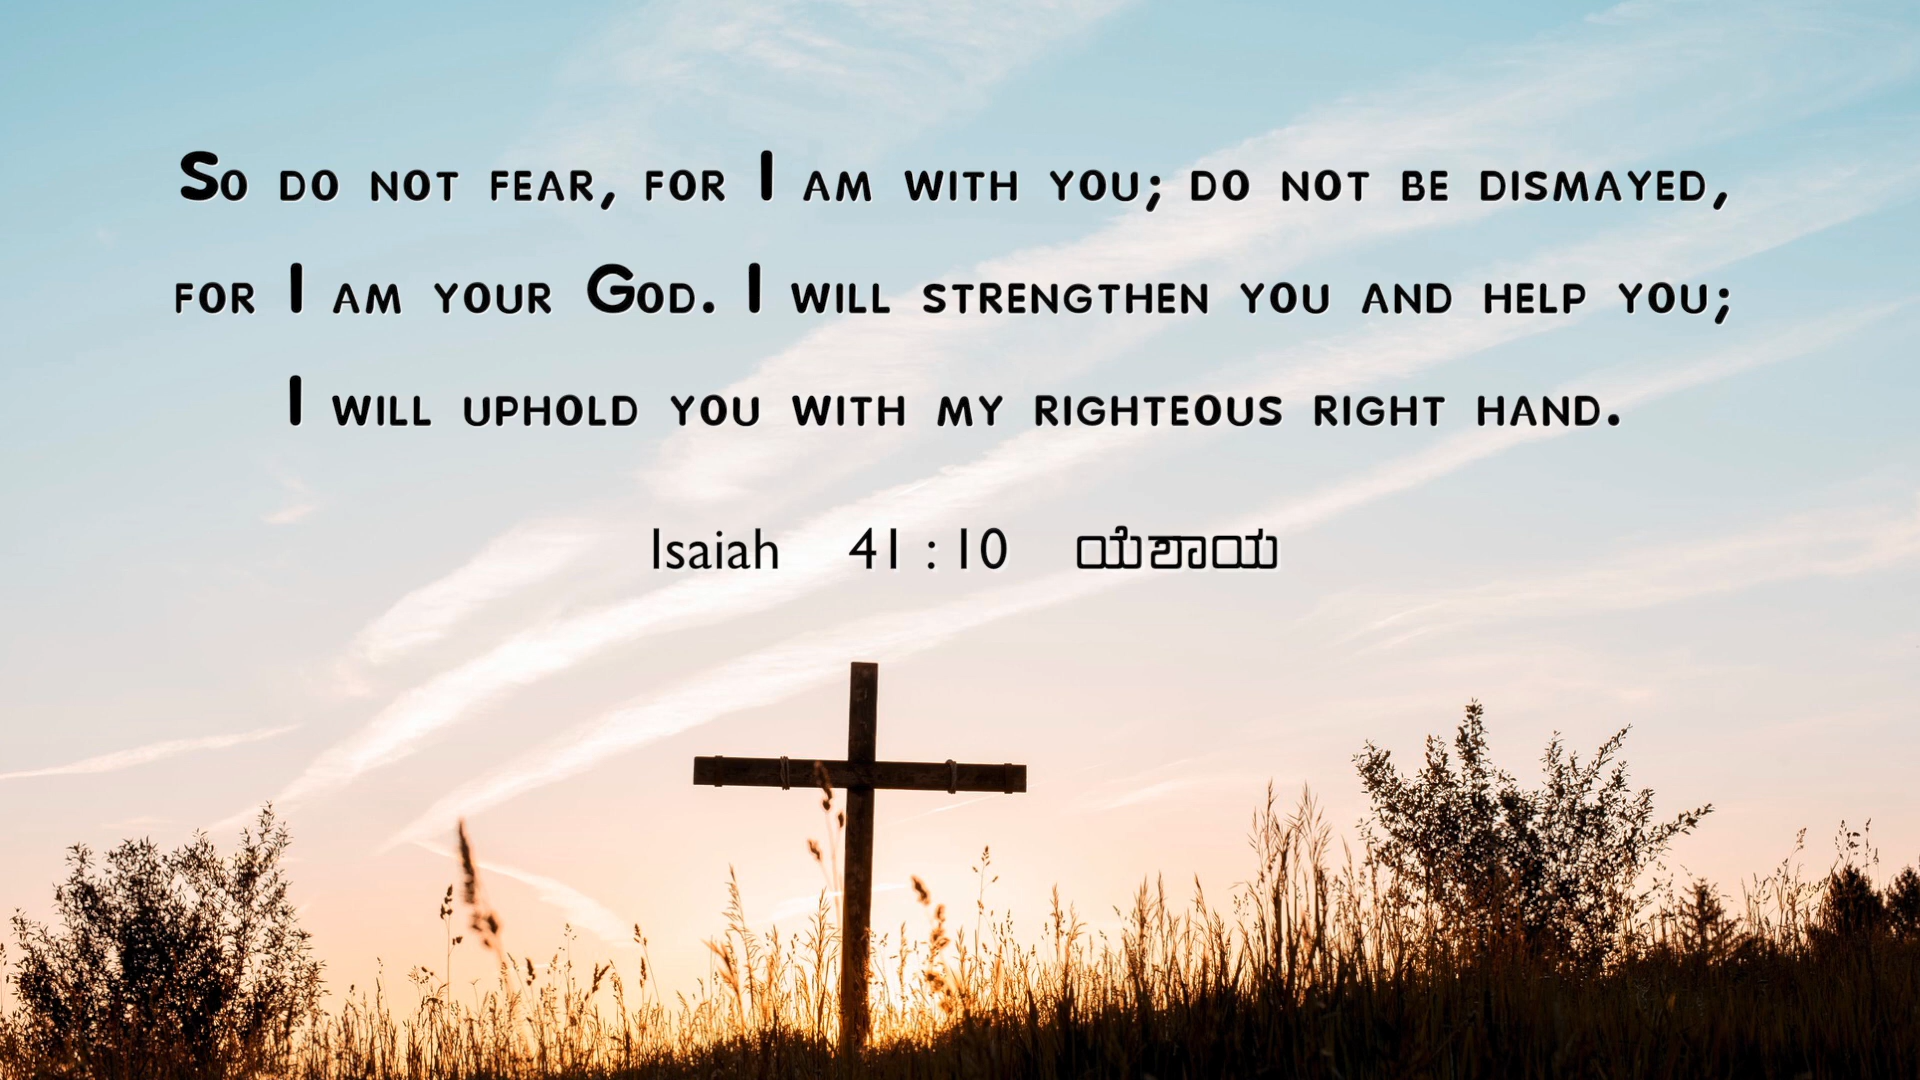 So do not fear, for I am with you; do not be dismayed,
for I am your God. I will strengthen you and help you;
I will uphold you with my righteous right hand.
Isaiah 41 : 10 ಯೆಶಾಯ